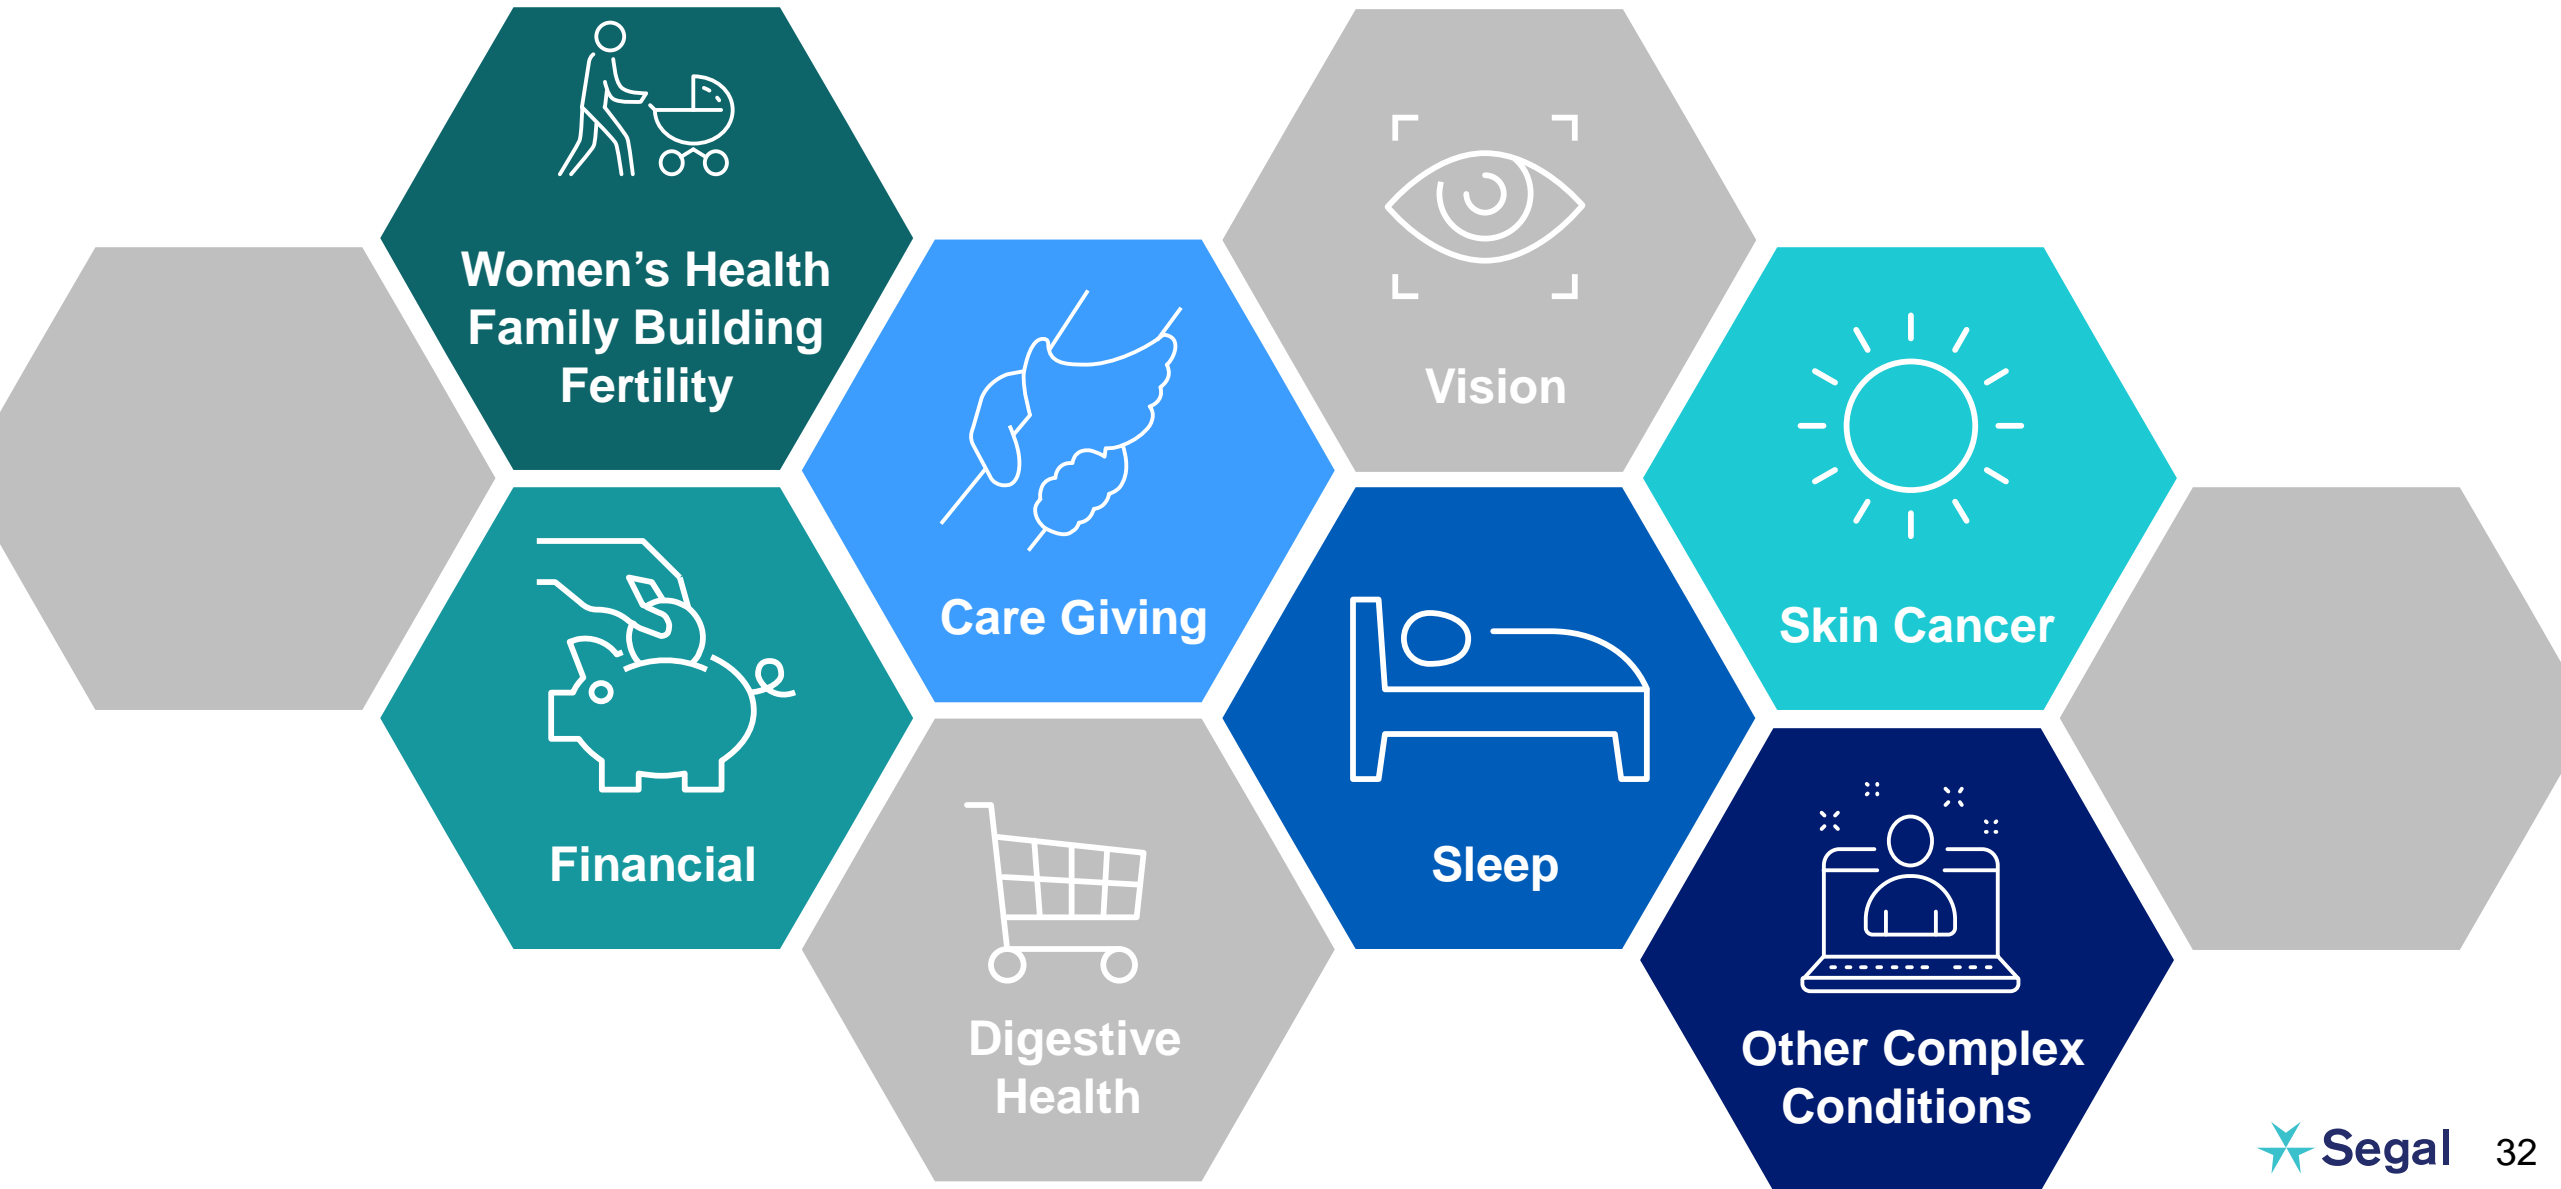 Women’s Health
Family Building
Fertility
Vision
Care Giving
Skin Cancer
Financial
Sleep
Digestive
Health
Other Complex
Conditions
Segal 32